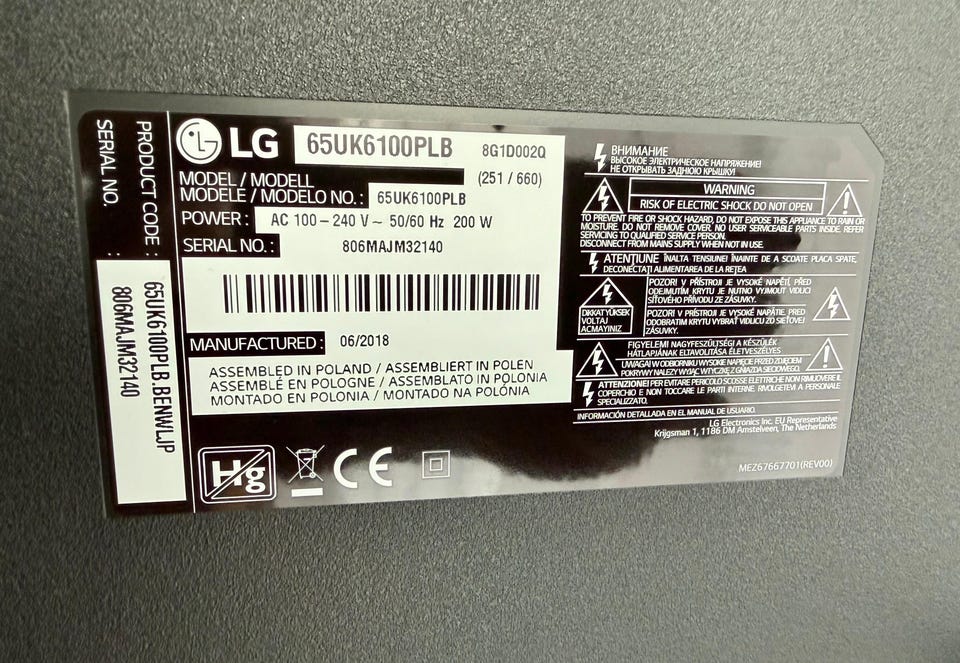 PRODUCT CODE : 65UK6100PLB.BENWLJP
SERIAL NO. : 806MAJM32140
LG 65UK6100PLB 8G1D002Q
(251 / 660)
MODEL / MODELL
MODELE / MODELO NO. : 65UK6100PLB
POWER : AC 100 – 240 V ~ 50/60 Hz 200 W
SERIAL NO. : 806MAJM32140
MANUFACTURED : 06/2018
ASSEMBLED IN POLAND / ASSEMBLIERT IN POLEN
ASSEMBLÉ EN POLOGNE / ASSEMBLATO IN POLONIA
MONTADO EN POLONIA / MONTADO NA POLÓNIA
Hg
CE
ВНИМАНИЕ
ВЫСОКОЕ ЭЛЕКТРИЧЕСКОЕ НАПРЯЖЕНИЕ!
НЕ ОТКРЫВАТЬ ЗАДНЮЮ КРЫШКУ!
WARNING
RISK OF ELECTRIC SHOCK DO NOT OPEN
TO PREVENT FIRE OR SHOCK HAZARD, DO NOT EXPOSE THIS APPLIANCE TO RAIN OR
MOISTURE. DO NOT REMOVE COVER. NO USER SERVICEABLE PARTS INSIDE. REFER
SERVICING TO QUALIFIED SERVICE PERSON.
DISCONNECT FROM MAINS SUPPLY WHEN NOT IN USE.
ATENŢIUNE ÎNALTA TENSIUNE! ÎNAINTE DE A SCOATE PLACA SPATE,
DECONECTAŢI ALIMENTAREA DE LA REŢEA
DIKKAT YÜKSEK
VOLTAJ
AÇMAYINIZ
POZOR! V PŘÍSTROJI JE VYSOKÉ NAPĚTÍ, PŘED
ODEJMUTÍM KRYTU JE NUTNO VYJMOUT VIDLICI
SÍŤOVÉHO PŘÍVODU ZE ZÁSUVKY.
POZOR! V PRÍSTROJI JE VYSOKÉ NAPÄTIE. PRED
ODOBRATÍM KRYTU VYBRAŤ VIDLICU ZO SIEŤOVEJ
ZÁSUVKY.
FIGYELEM! NAGYFESZÜLTSÉG! A KÉSZÜLÉK
HÁTLAPJÁNAK ELTÁVOLÍTÁSA ÉLETVESZÉLYES
UWAGA! W ODBIORNIKU WYSOKIE NAPIĘCIE PRZED ZDJĘCIEM
POKRYWY NALEŻY WYJĄĆ WTYCZKĘ Z GNIAZDA SIECIOWEGO.
ATTENZIONE! PER EVITARE PERICOLO SCOSSE ELETTRICHE NON RIMUOVERE IL
COPERCHIO E NON TOCCARE LE PARTI INTERNE. RIVOLGETEVI A PERSONALE
SPECIALIZZATO.
INFORMACIÓN DETALLADA EN EL MANUAL DE USUARIO.
LG Electronics Inc. EU Representative
Krijgsman 1, 1186 DM Amstelveen, The Netherlands
MEZ67667701(REV00)